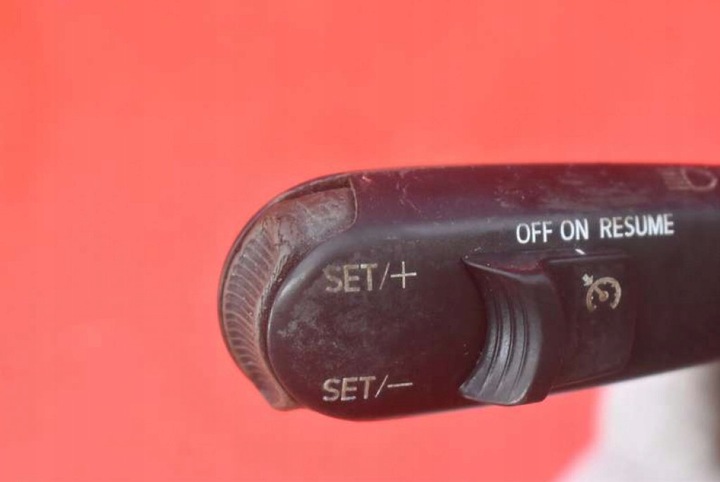 OFF ON RESUME
SET/+
SET/−